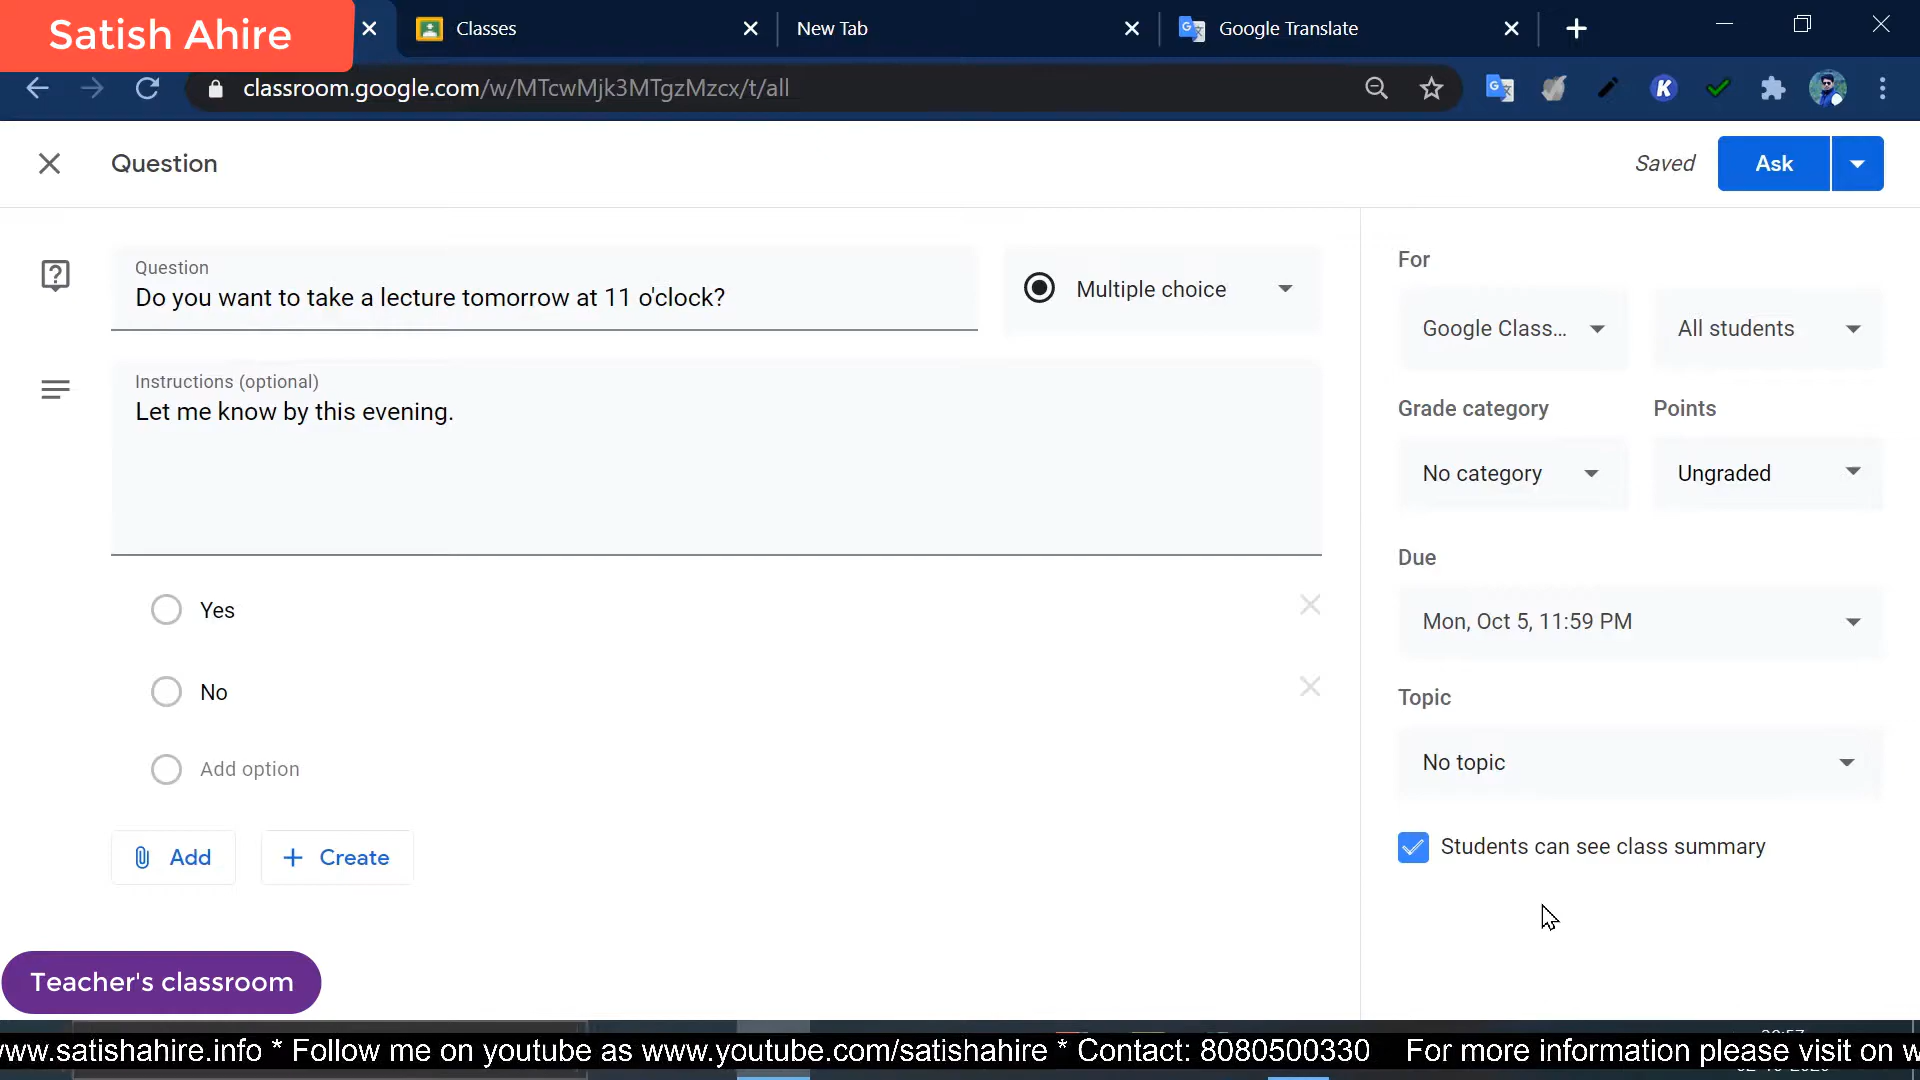 Satish Ahire
Classes
New Tab
Google Translate
classroom.google.com/w/MTcwMjk3MTgzMzcx/t/all
K
Question
Saved
Ask
Question
Do you want to take a lecture tomorrow at 11 o'clock?
Multiple choice
Instructions (optional)
Let me know by this evening.
Yes
No
Add option
Add
Create
For
Google Class...
All students
Grade category
Points
No category
Ungraded
Due
Mon, Oct 5, 11:59 PM
Topic
No topic
Students can see class summary
Teacher's classroom
www.satishahire.info * Follow me on youtube as www.youtube.com/satishahire * Contact: 8080500330 For more information please visit on w